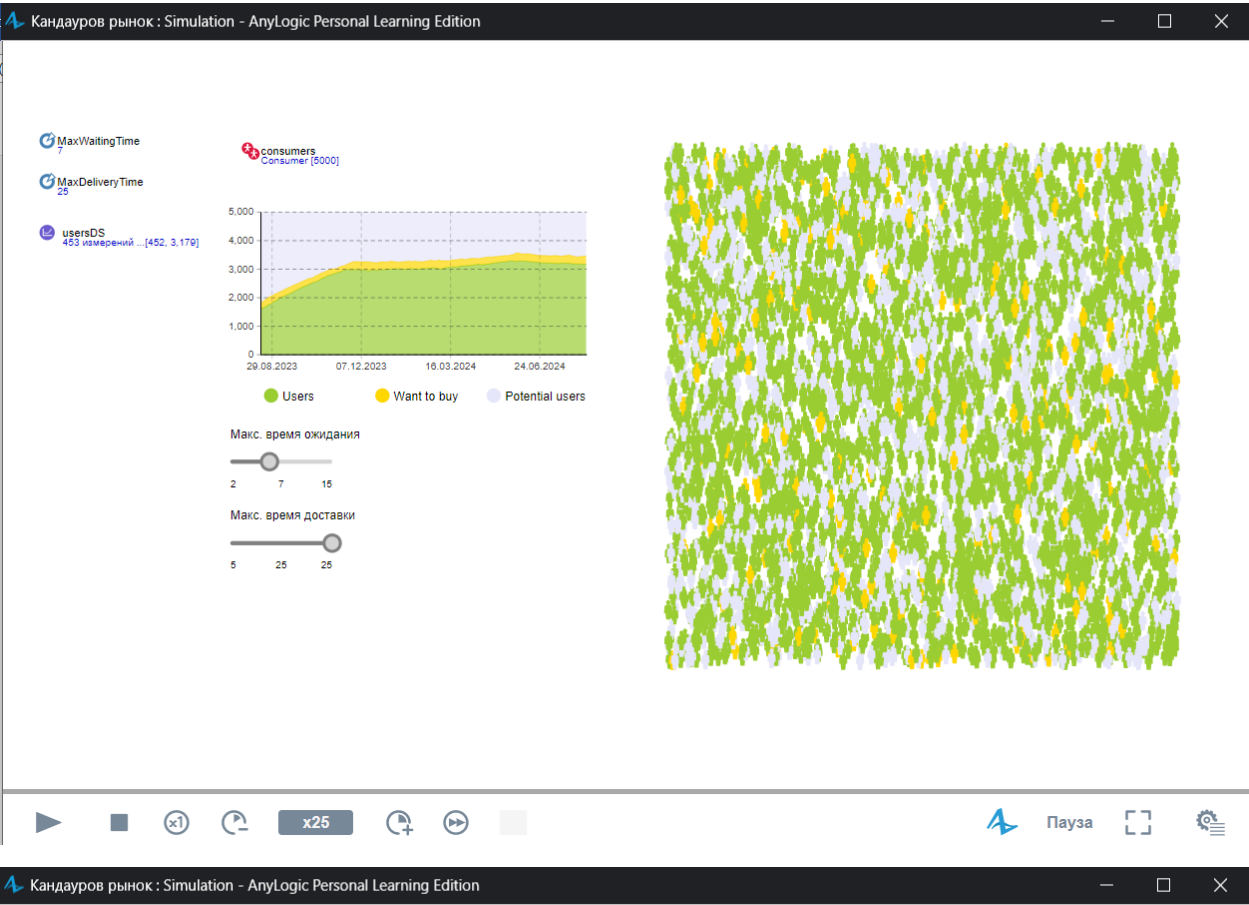 Кандауров рынок : Simulation - AnyLogic Personal Learning Edition
MaxWaitingTime
7
consumers
Consumer [5000]
MaxDeliveryTime
25
usersDS
453 измерений ...[452, 3,179]
5,000
4,000
3,000
2,000
1,000
0
29.08.2023 07.12.2023 16.03.2024 24.06.2024
Users Want to buy Potential users
Макс. время ожидания
2 7 15
Макс. время доставки
5 25 25
x1 x25 Пауза
Кандауров рынок : Simulation - AnyLogic Personal Learning Edition